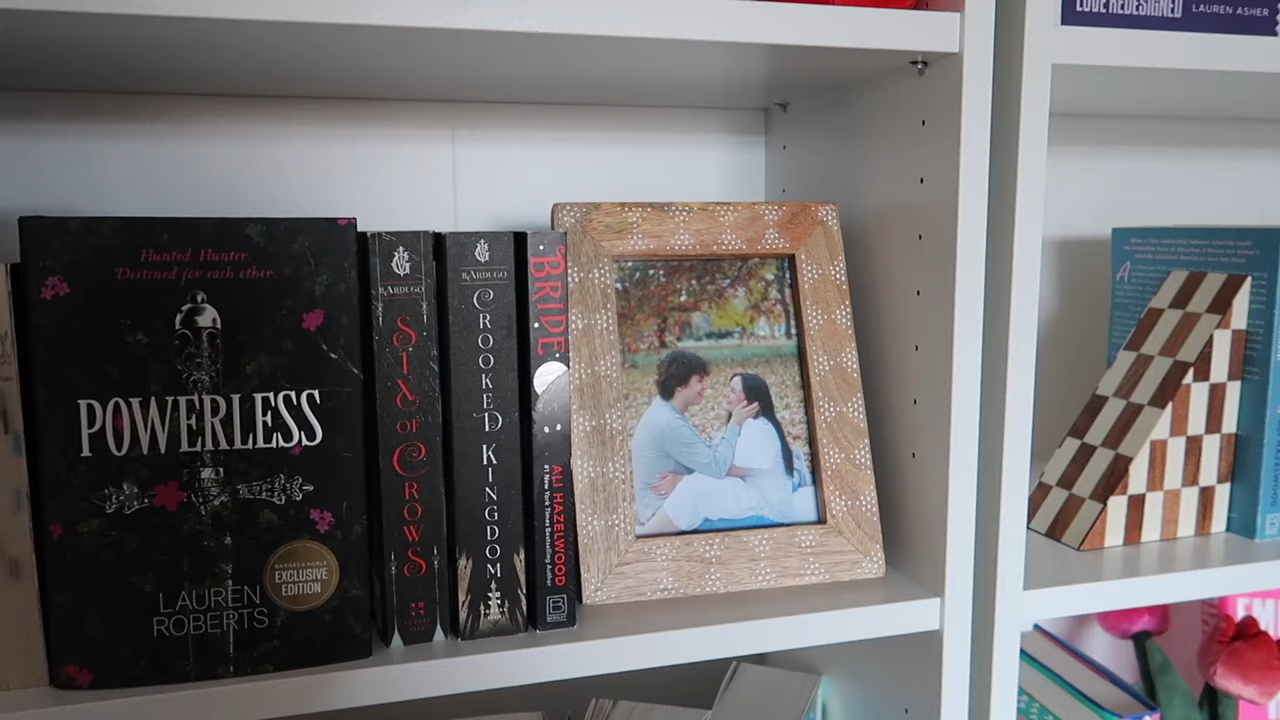 LOVE REDESIGNED
LAUREN ASHER
Hunted. Hunter.
Destined for each other.
POWERLESS
BARNES & NOBLE
EXCLUSIVE
EDITION
LAUREN
ROBERTS
BARDUGO
SIX OF CROWS
BARDUGO
CROOKED KINGDOM
BRIDE
ALI HAZELWOOD
#1 New York Times Bestselling Author
B
BERKLEY